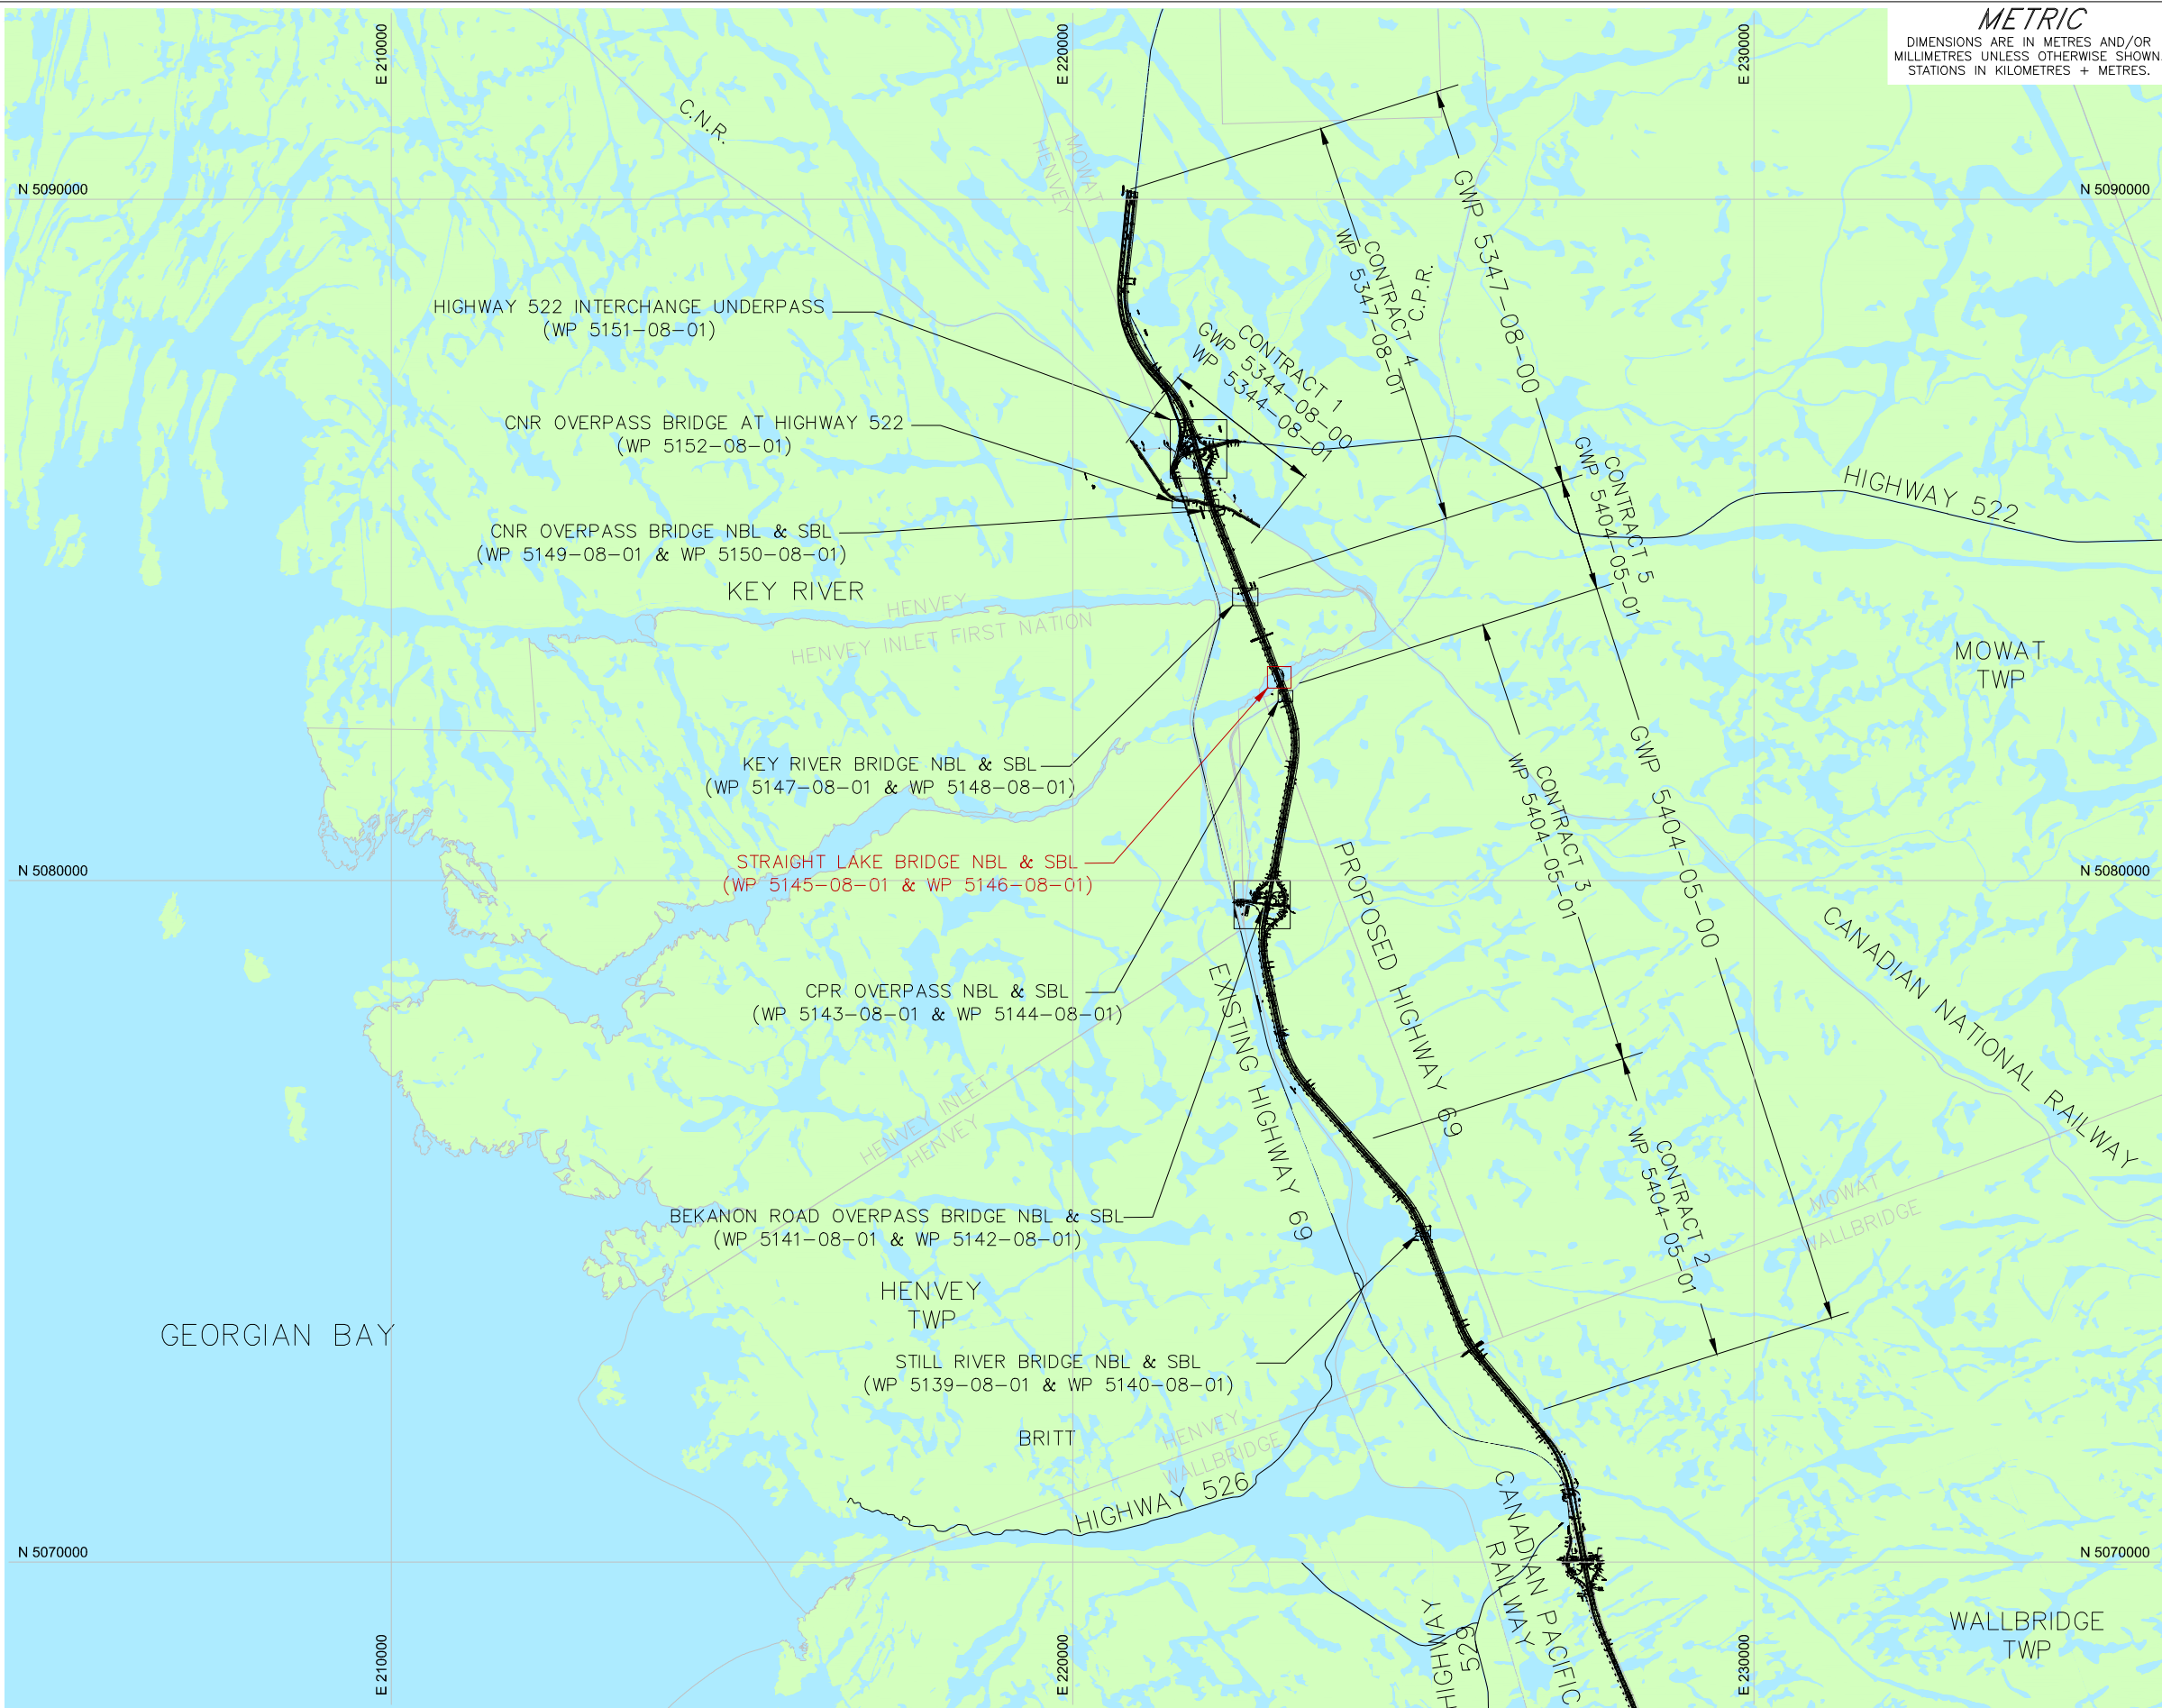 METRIC
DIMENSIONS ARE IN METRES AND/OR
MILLIMETRES UNLESS OTHERWISE SHOWN.
STATIONS IN KILOMETRES + METRES.
E 210000
E 220000
E 230000
C.N.R.
MOWAT
HENVEY
N 5090000
N 5090000
GWP 5347-08-00
CONTRACT 4
WP 5347-08-01
C.P.R.
HIGHWAY 522 INTERCHANGE UNDERPASS
(WP 5151-08-01)
CONTRACT 1
GWP 5344-08-00
WP 5344-08-01
CNR OVERPASS BRIDGE AT HIGHWAY 522
(WP 5152-08-01)
CONTRACT 5
GWP 5404-05-01
HIGHWAY 522
CNR OVERPASS BRIDGE NBL & SBL
(WP 5149-08-01 & WP 5150-08-01)
KEY RIVER
HENVEY
HENVEY INLET FIRST NATION
MOWAT
TWP
KEY RIVER BRIDGE NBL & SBL
(WP 5147-08-01 & WP 5148-08-01)
GWP 5404-05-00
CONTRACT 3
WP 5404-05-01
STRAIGHT LAKE BRIDGE NBL & SBL
(WP 5145-08-01 & WP 5146-08-01)
N 5080000
N 5080000
PROPOSED HIGHWAY 69
CANADIAN NATIONAL RAILWAY
CPR OVERPASS NBL & SBL
(WP 5143-08-01 & WP 5144-08-01)
EXISTING HIGHWAY 69
HENVEY INLET
HENVEY
CONTRACT 2
WP 5404-05-01
MOWAT
WALLBRIDGE
BEKANON ROAD OVERPASS BRIDGE NBL & SBL
(WP 5141-08-01 & WP 5142-08-01)
HENVEY
TWP
GEORGIAN BAY
STILL RIVER BRIDGE NBL & SBL
(WP 5139-08-01 & WP 5140-08-01)
BRITT
HENVEY
WALLBRIDGE
HIGHWAY 526
CANADIAN PACIFIC
RAILWAY
N 5070000
N 5070000
HIGHWAY
529
HIGHWAY
WALLBRIDGE
TWP
E 210000
E 220000
E 230000